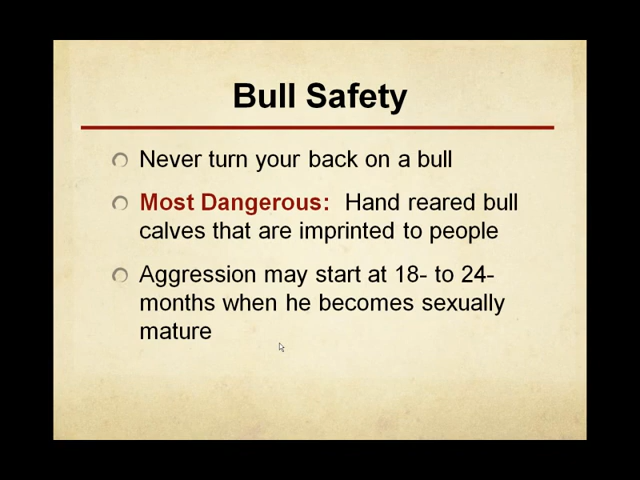 Bull Safety
Never turn your back on a bull
Most Dangerous: Hand reared bull
calves that are imprinted to people
Aggression may start at 18- to 24-
months when he becomes sexually
mature